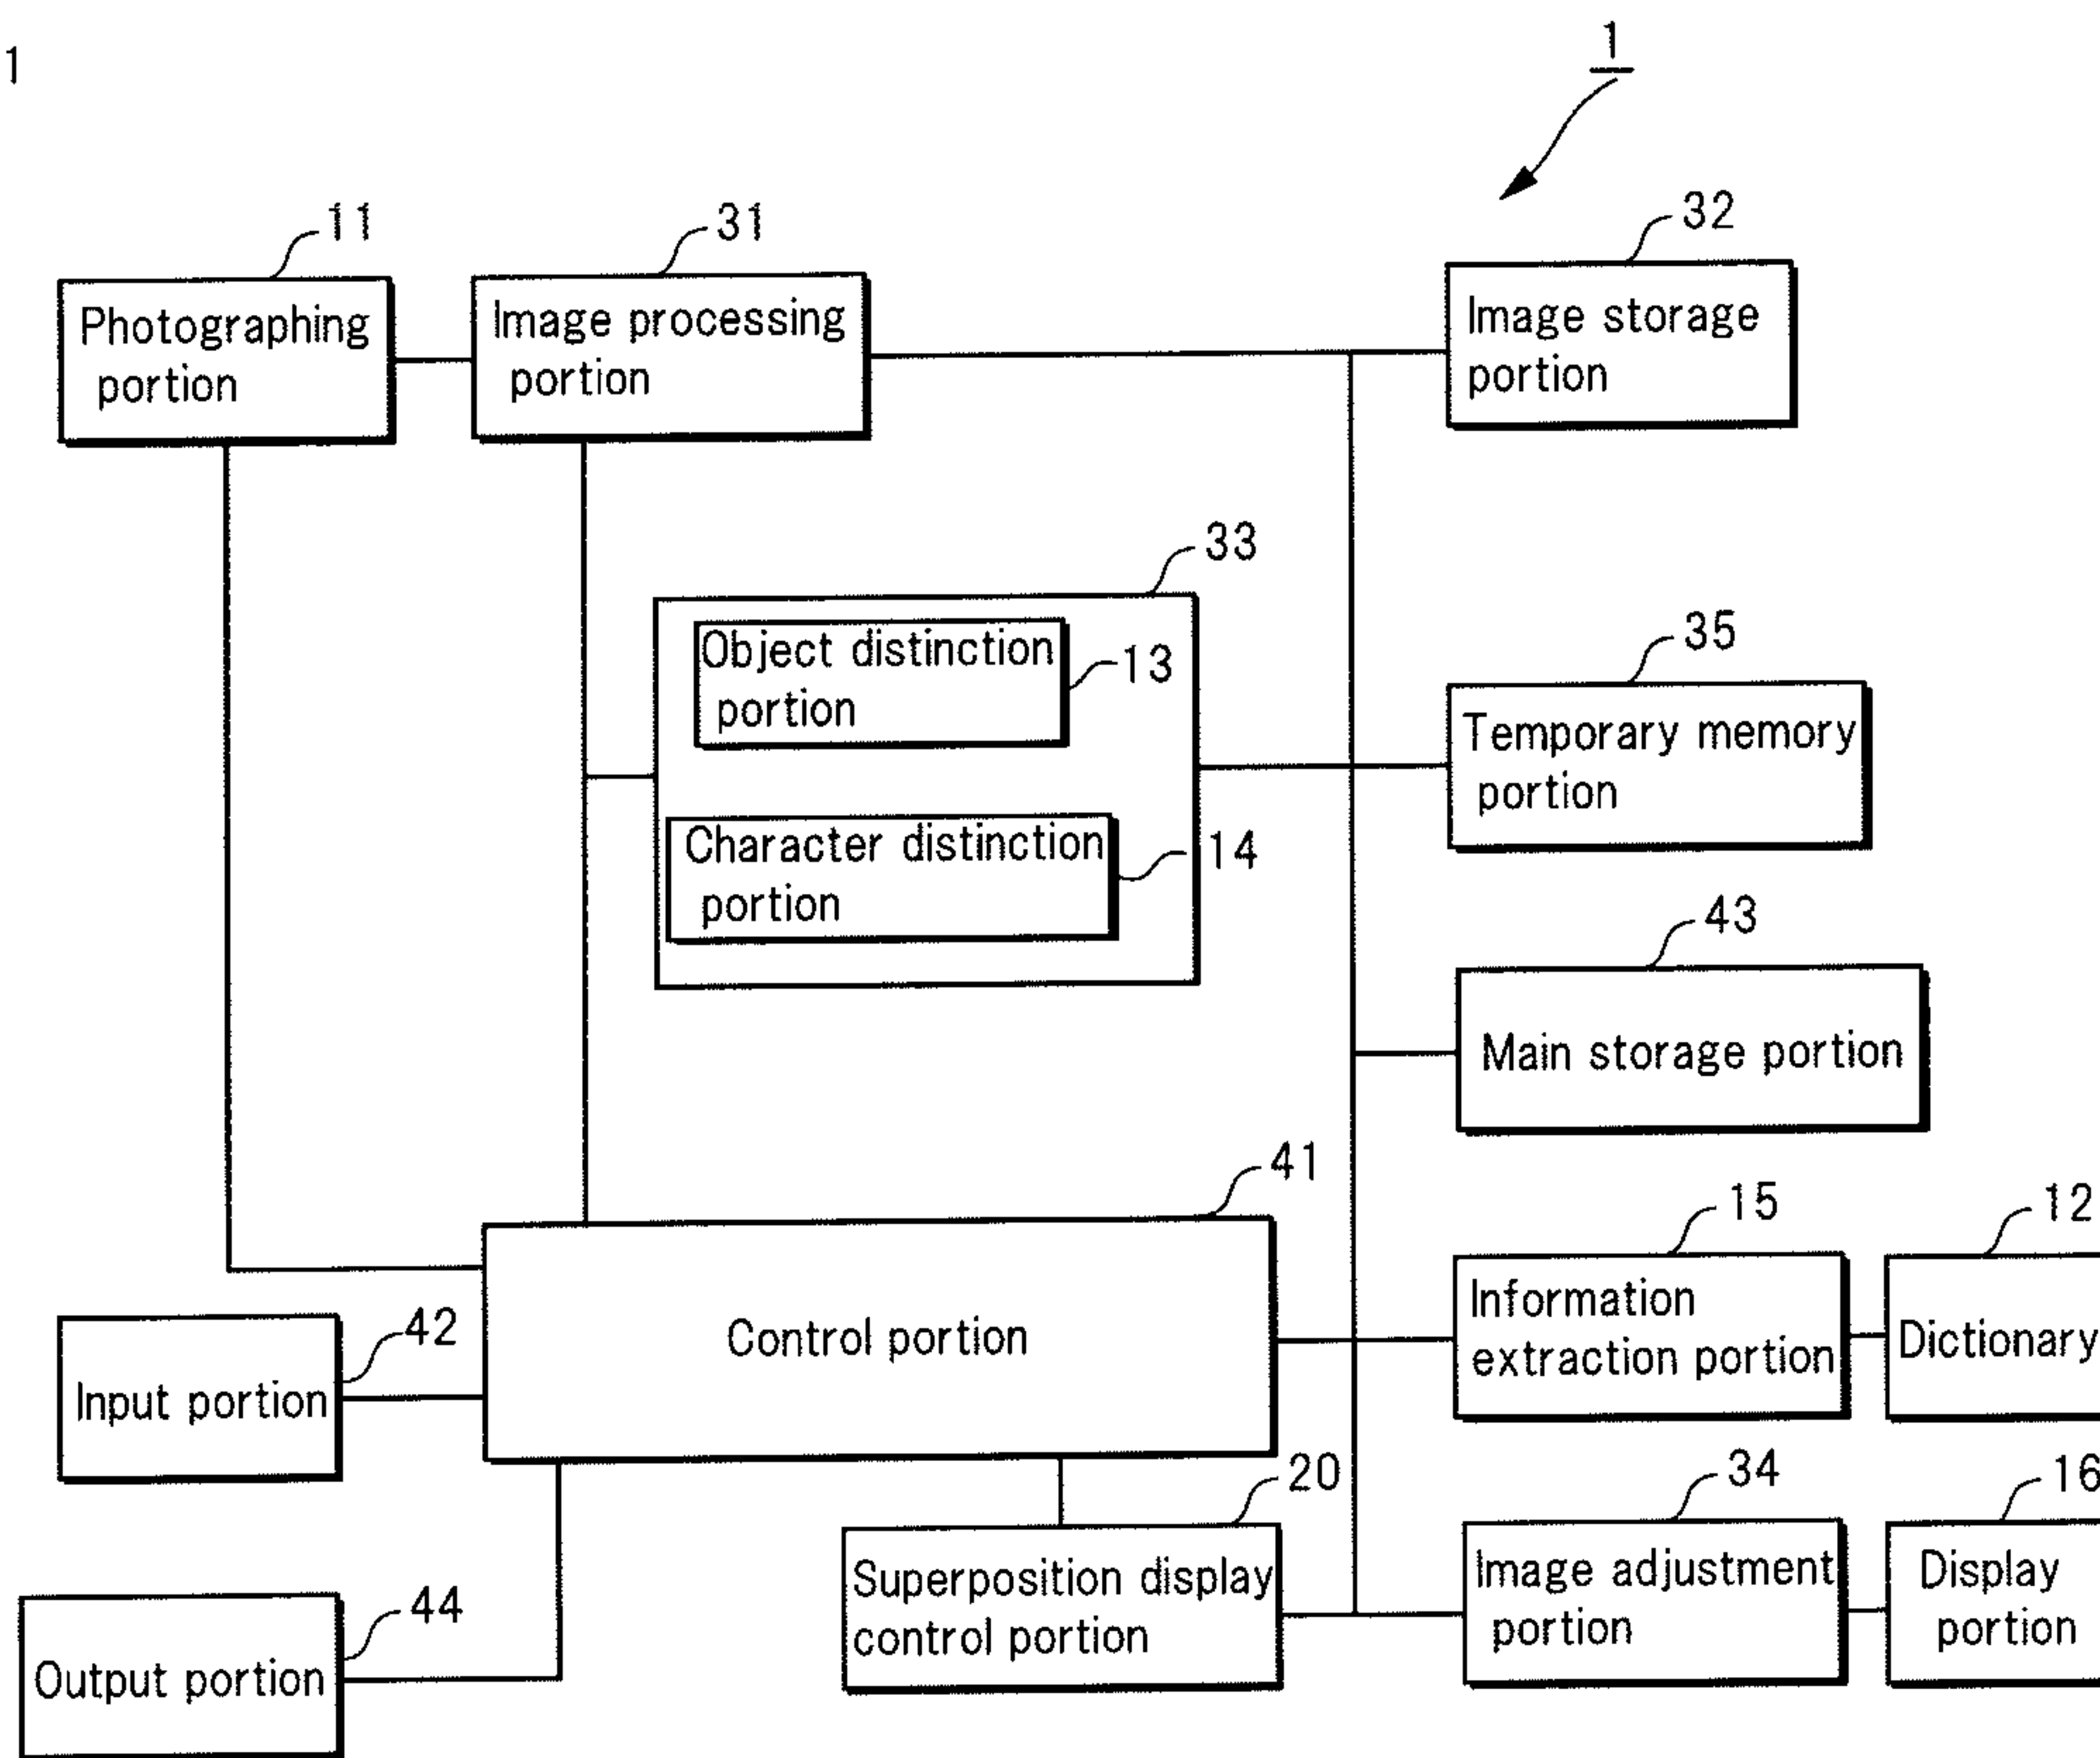 1
1
11
31
32
Photographing
portion
Image processing
portion
Image storage
portion
33
Object distinction
portion
13
35
Temporary memory
portion
Character distinction
portion
14
43
Main storage portion
41
15
12
Control portion
Information
extraction portion
Dictionary
42
Input portion
20
34
16
Superposition display
control portion
Image adjustment
portion
Display
portion
44
Output portion